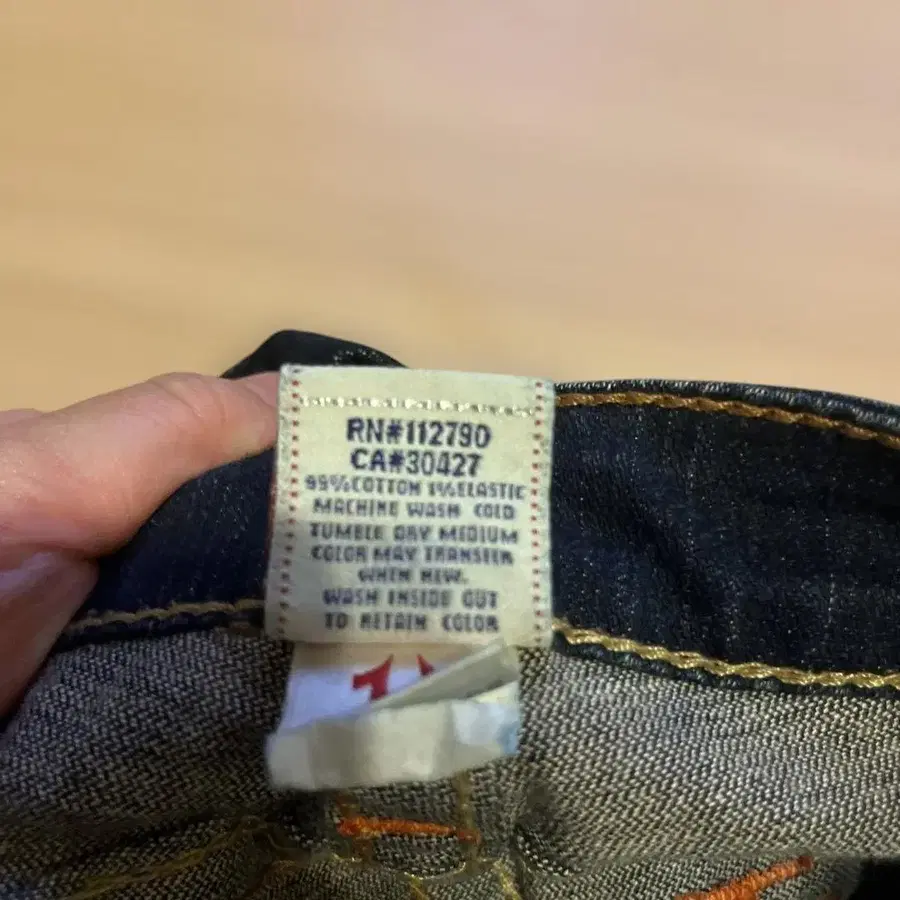 RN#112790
CA#30427
99%COTTON 1%ELASTIC
MACHINE WASH COLD
TUMBLE DRY MEDIUM
COLOR MAY TRANSFER
WHEN NEW.
WASH INSIDE OUT
TO RETAIN COLOR